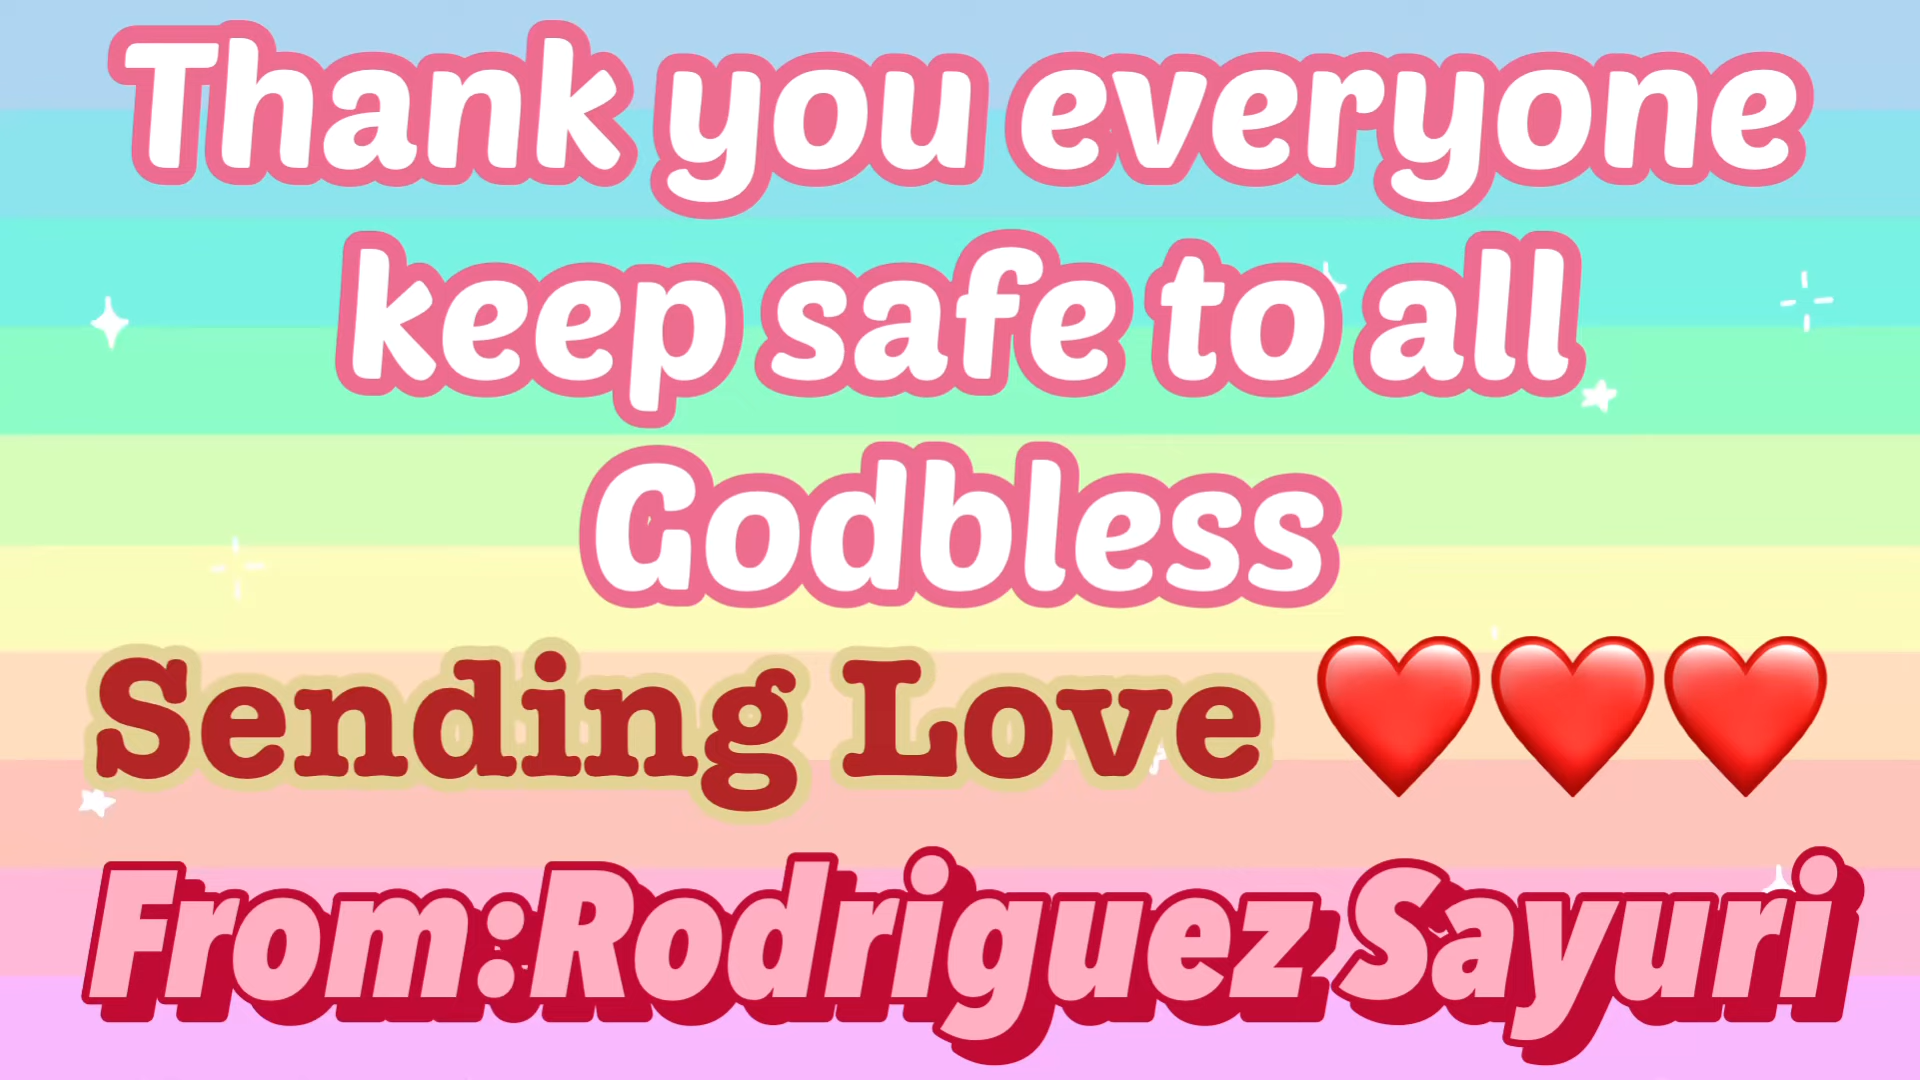 Thank you everyone
keep safe to all
Godbless
Sending Love ❤️❤️❤️
From:Rodriguez Sayuri